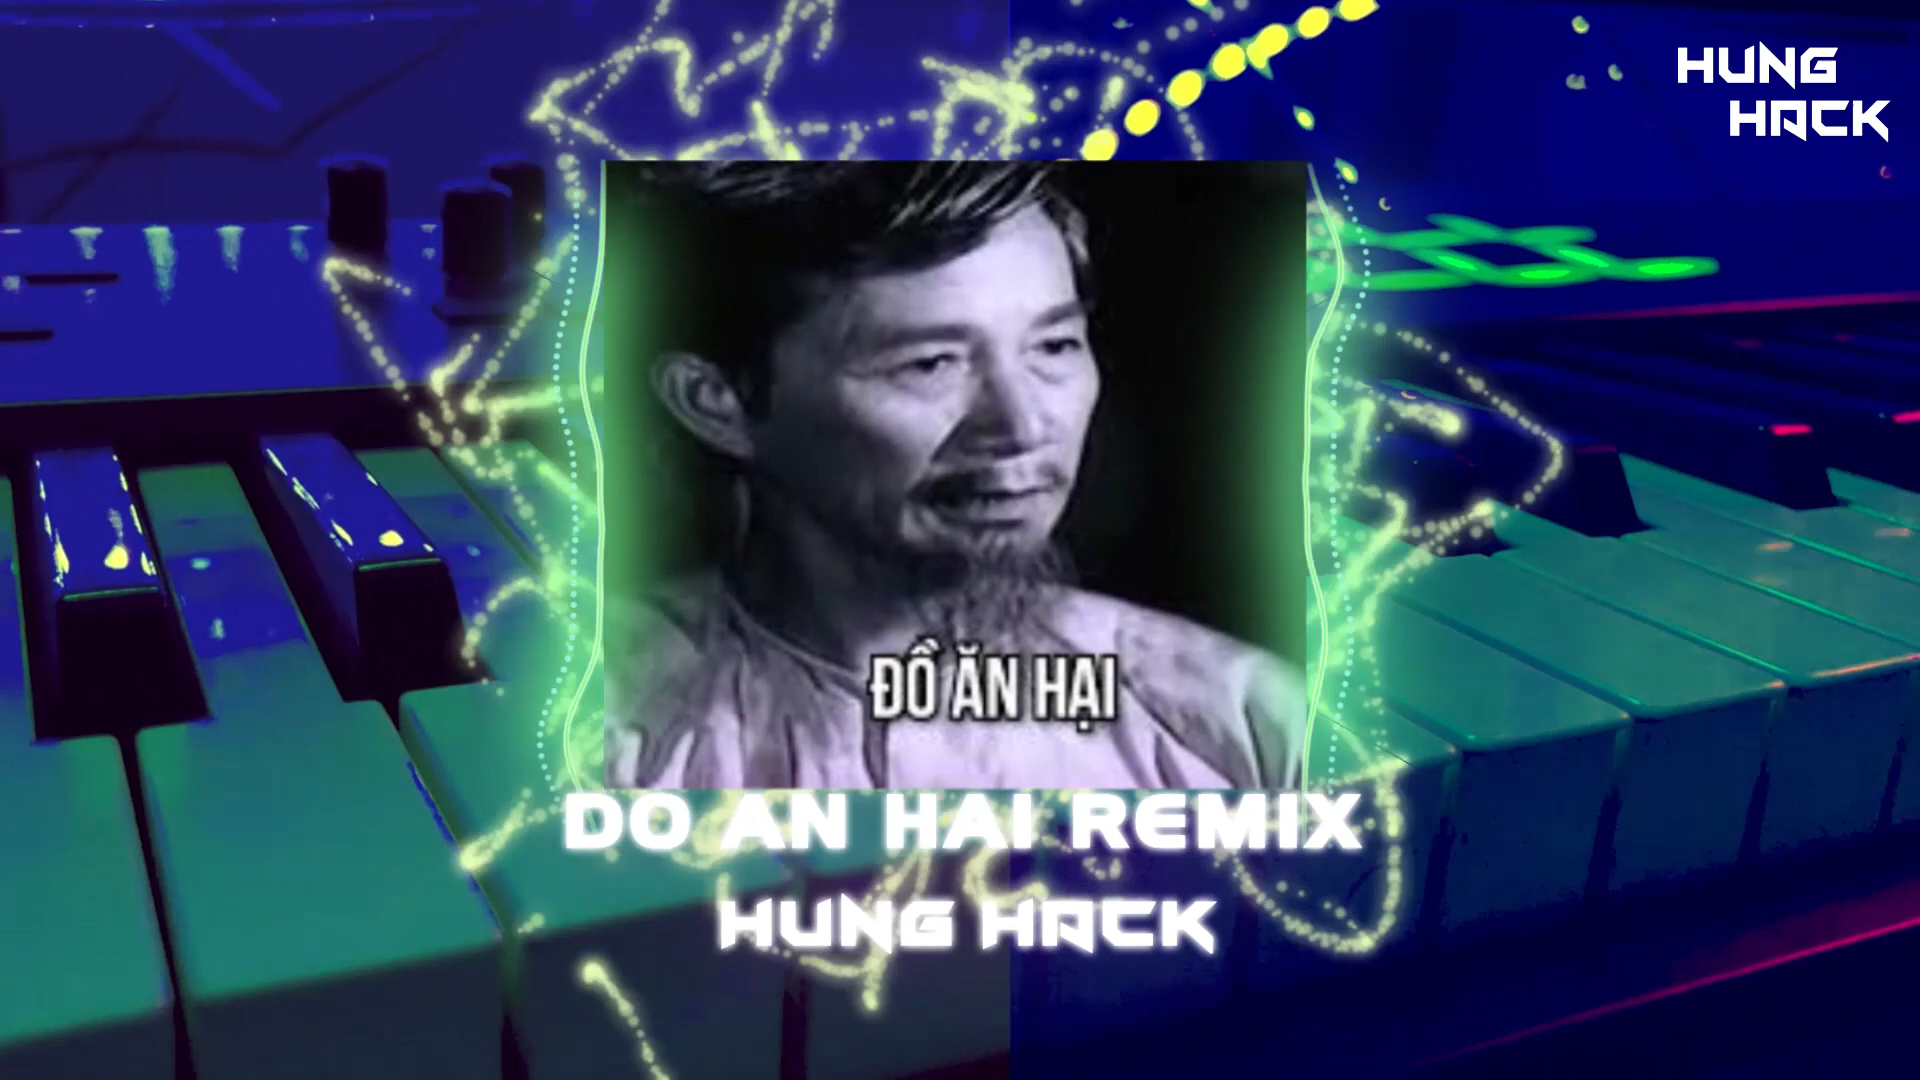 HUNG
HACK
ĐỒ ĂN HẠI
DO AN HAI REMIX
HUNG HACK